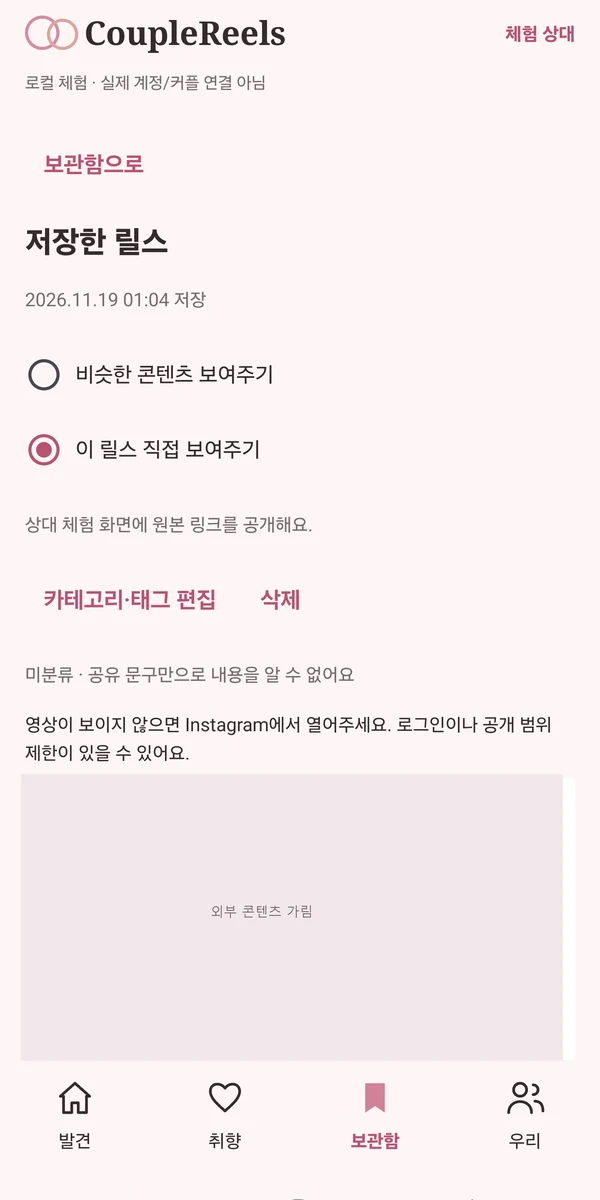 CoupleReels
체험 상대
로컬 체험 · 실제 계정/커플 연결 아님
보관함으로
저장한 릴스
2026.11.19 01:04 저장
비슷한 콘텐츠 보여주기
이 릴스 직접 보여주기
상대 체험 화면에 원본 링크를 공개해요.
카테고리·태그 편집 삭제
미분류 · 공유 문구만으로 내용을 알 수 없어요
영상이 보이지 않으면 Instagram에서 열어주세요. 로그인이나 공개 범위
제한이 있을 수 있어요.
외부 콘텐츠 가림
발견 취향 보관함 우리